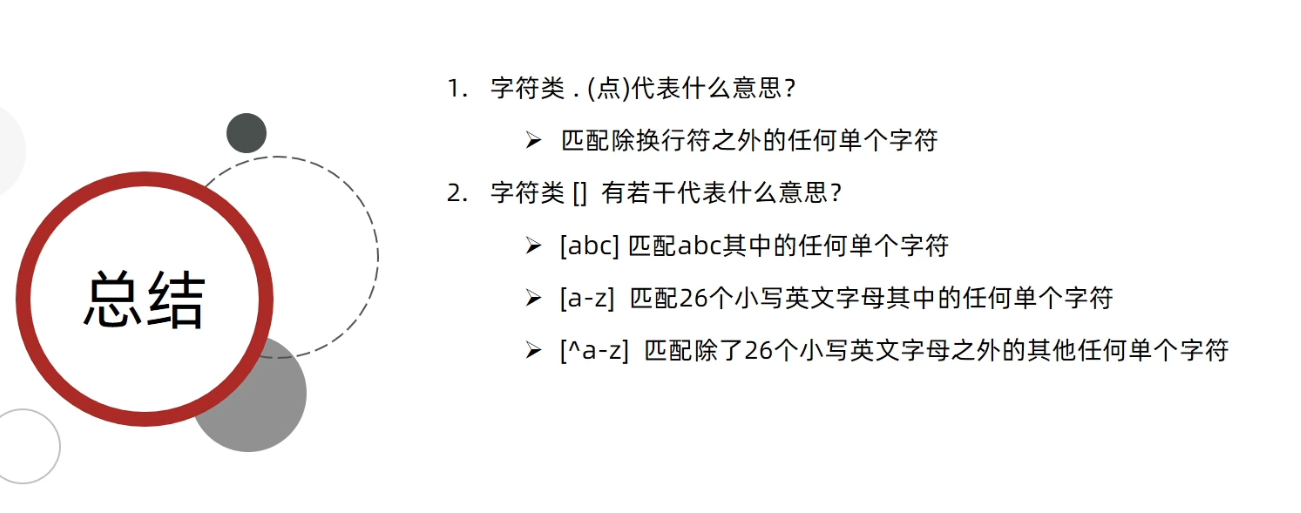 总结
1. 字符类 . (点)代表什么意思?
➢ 匹配除换行符之外的任何单个字符
2. 字符类 [] 有若干代表什么意思?
➢ [abc] 匹配abc其中的任何单个字符
➢ [a-z] 匹配26个小写英文字母其中的任何单个字符
➢ [^a-z] 匹配除了26个小写英文字母之外的其他任何单个字符